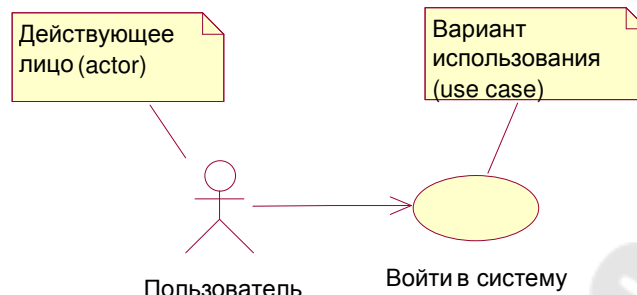 Действующее
лицо (actor)
Вариант
использования
(use case)
Пользователь
Войти в систему